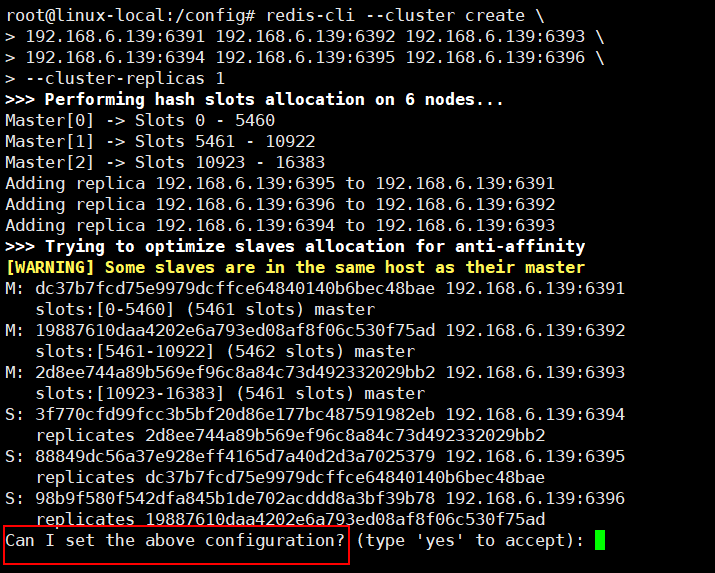 root@linux-local:/config# redis-cli --cluster create \
> 192.168.6.139:6391 192.168.6.139:6392 192.168.6.139:6393 \
> 192.168.6.139:6394 192.168.6.139:6395 192.168.6.139:6396 \
> --cluster-replicas 1
>>> Performing hash slots allocation on 6 nodes...
Master[0] -> Slots 0 - 5460
Master[1] -> Slots 5461 - 10922
Master[2] -> Slots 10923 - 16383
Adding replica 192.168.6.139:6395 to 192.168.6.139:6391
Adding replica 192.168.6.139:6396 to 192.168.6.139:6392
Adding replica 192.168.6.139:6394 to 192.168.6.139:6393
>>> Trying to optimize slaves allocation for anti-affinity
[WARNING] Some slaves are in the same host as their master
M: dc37b7fcd75e9979dcffce64840140b6bec48bae 192.168.6.139:6391
   slots:[0-5460] (5461 slots) master
M: 19887610daa4202e6a793ed08af8f06c530f75ad 192.168.6.139:6392
   slots:[5461-10922] (5462 slots) master
M: 2d8ee744a89b569ef96c8a84c73d492332029bb2 192.168.6.139:6393
   slots:[10923-16383] (5461 slots) master
S: 3f770cfd99fcc3b5bf20d86e177bc487591982eb 192.168.6.139:6394
   replicates 2d8ee744a89b569ef96c8a84c73d492332029bb2
S: 88849dc56a37e928eff4165d7a40d2d3a7025379 192.168.6.139:6395
   replicates dc37b7fcd75e9979dcffce64840140b6bec48bae
S: 98b9f580f542dfa845b1de702acddd8a3bf39b78 192.168.6.139:6396
   replicates 19887610daa4202e6a793ed08af8f06c530f75ad
Can I set the above configuration? (type 'yes' to accept):